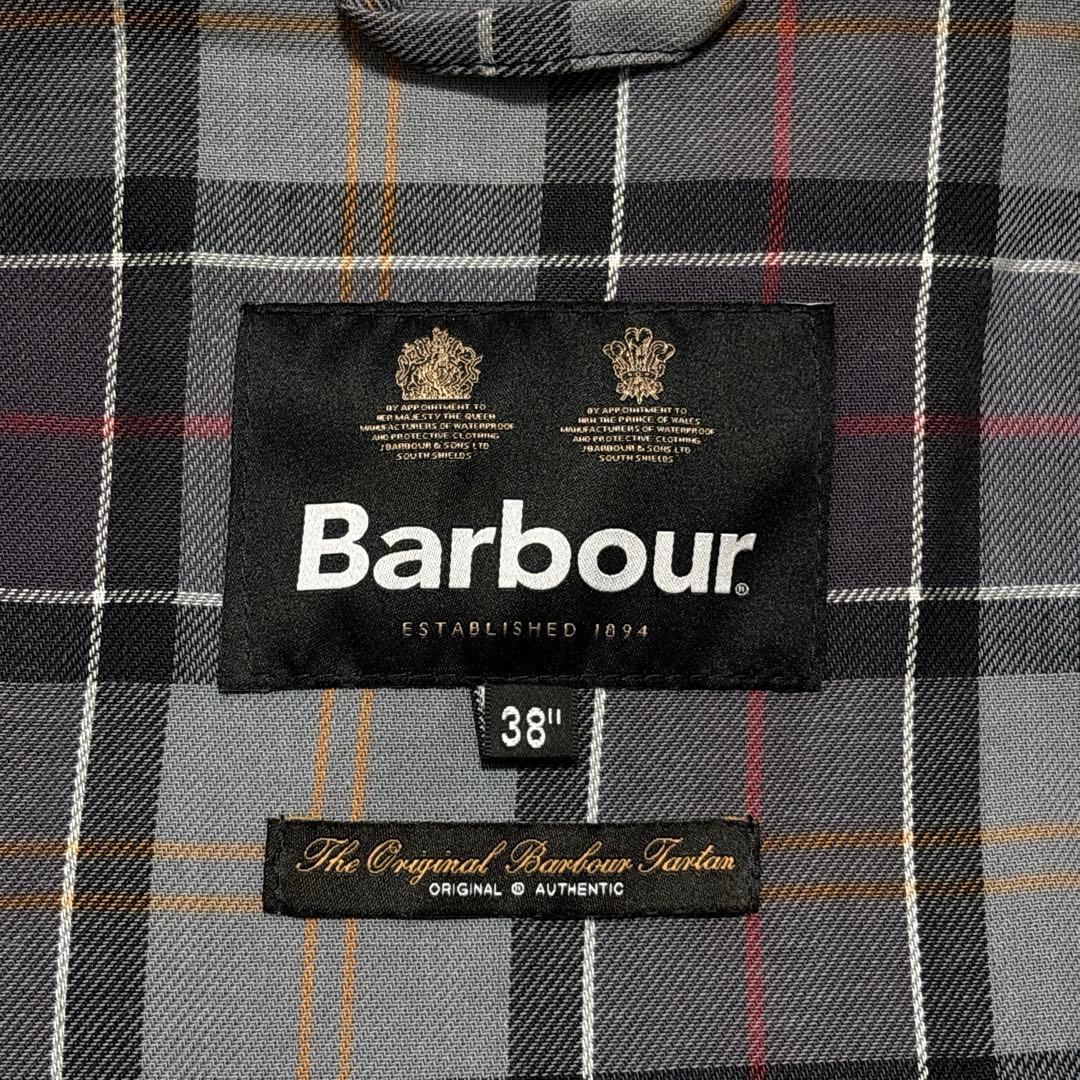 BY APPOINTMENT TO
HER MAJESTY THE QUEEN
MANUFACTURERS OF WATERPROOF
AND PROTECTIVE CLOTHING
J BARBOUR & SONS LTD
SOUTH SHIELDS
BY APPOINTMENT TO
HRH THE PRINCE OF WALES
MANUFACTURERS OF WATERPROOF
AND PROTECTIVE CLOTHING
J BARBOUR & SONS LTD
SOUTH SHIELDS
Barbour®
ESTABLISHED 1894
38"
The Original Barbour Tartan
ORIGINAL ® AUTHENTIC